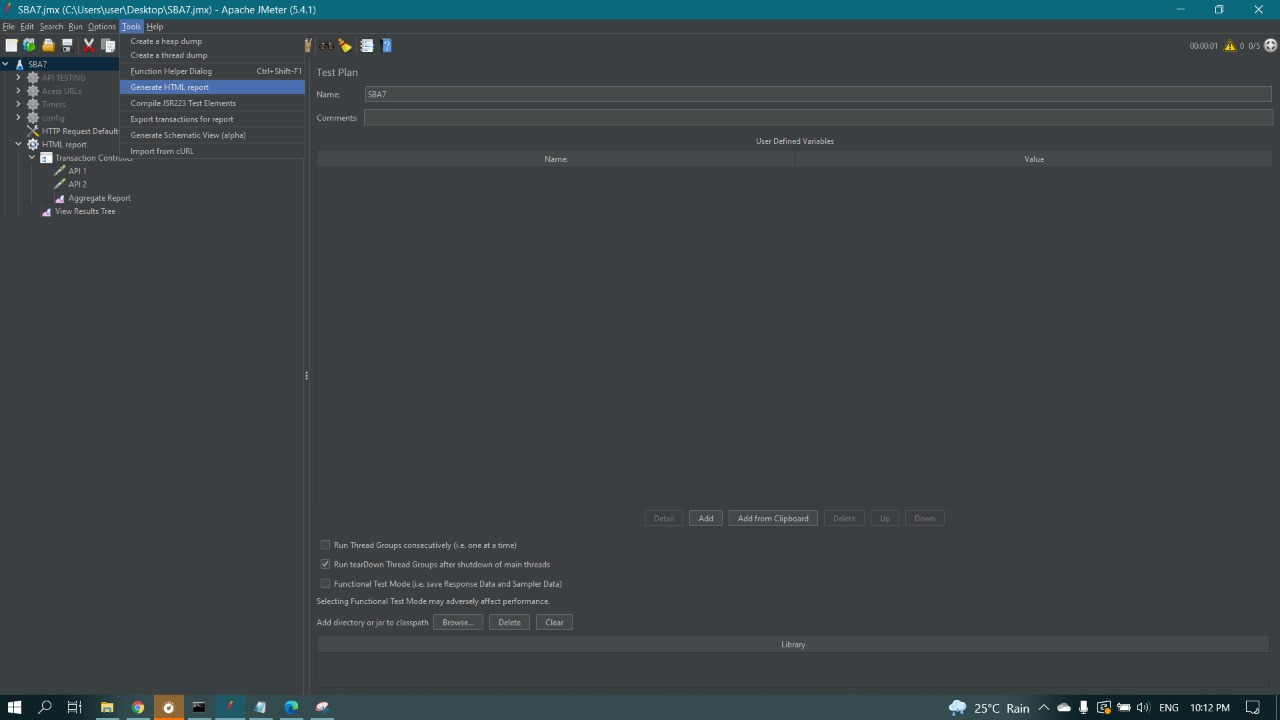 SBA7.jmx (C:\Users\user\Desktop\SBA7.jmx) - Apache JMeter (5.4.1)
File Edit Search Run Options Tools Help
Create a heap dump
Create a thread dump
Function Helper Dialog Ctrl+Shift-F1
Generate HTML report
Compile JSR223 Test Elements
Export transactions for report
Generate Schematic View (alpha)
Import from cURL
00:00:01 0 0/5
SBA7
API TESTING
Acess URLs
Timers
config
HTTP Request Defaults
HTML report
Transaction Controller
API 1
API 2
Aggregate Report
View Results Tree
Test Plan
Name: SBA7
Comments:
User Defined Variables
Name: Value
Detail Add Add from Clipboard Delete Up Down
Run Thread Groups consecutively (i.e. one at a time)
Run tearDown Thread Groups after shutdown of main threads
Functional Test Mode (i.e. save Response Data and Sampler Data)
Selecting Functional Test Mode may adversely affect performance.
Add directory or jar to classpath Browse... Delete Clear
Library
25°C Rain ENG 10:12 PM